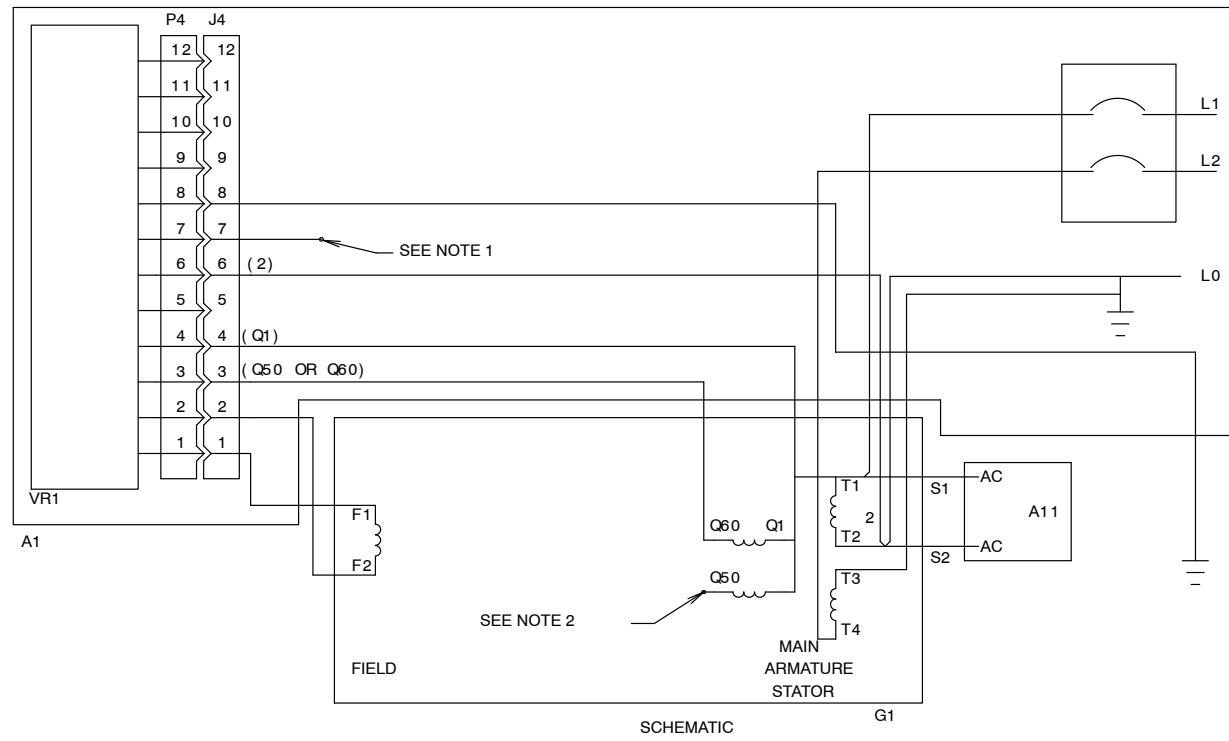 P4 J4
12 12
11 11
10 10
9 9
8 8
7 7
SEE NOTE 1
6 6 (2)
5 5
4 4 (Q1)
3 3 (Q50 OR Q60)
2 2
1 1
VR1
A1
L1
L2
L0
F1
F2
FIELD
Q60 Q1
Q50
SEE NOTE 2
T1
2
T2
T3
T4
S1
S2
AC
A11
AC
MAIN
ARMATURE
STATOR
G1
SCHEMATIC